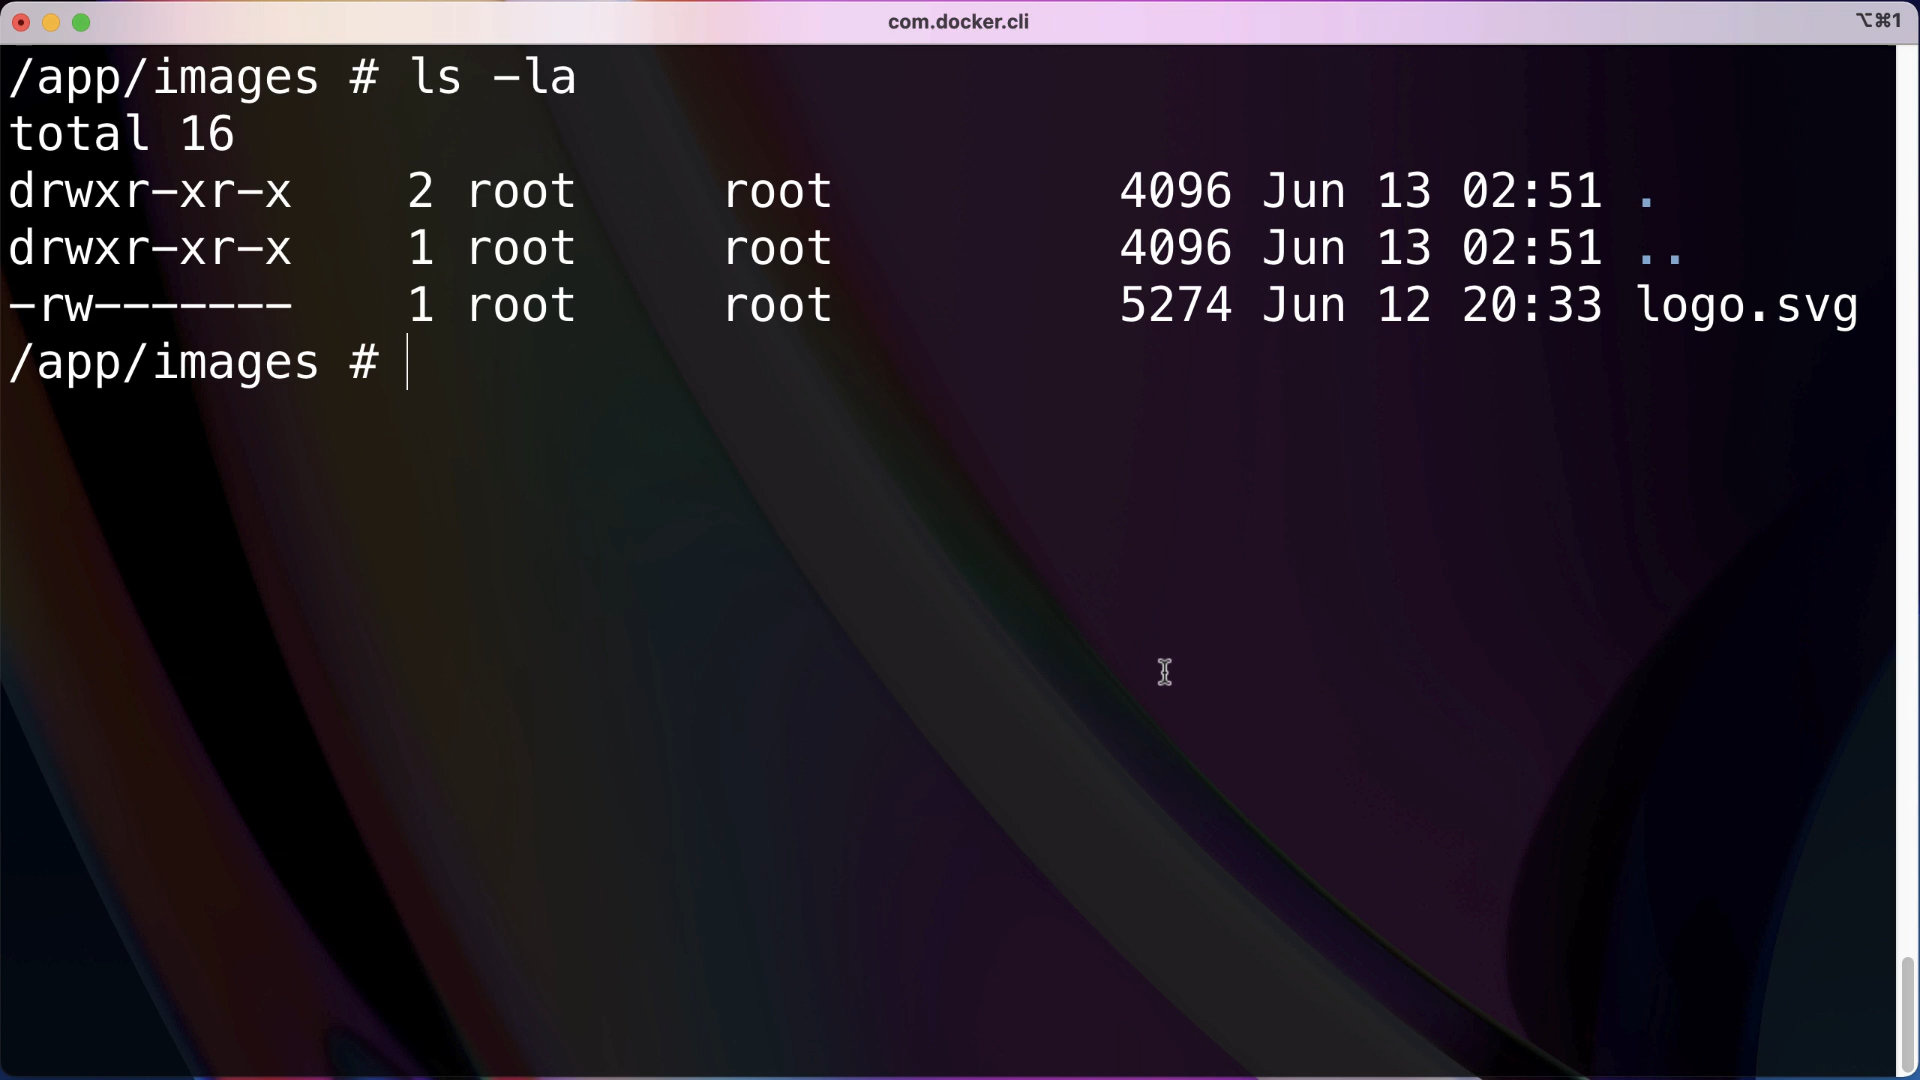 com.docker.cli
⌥⌘1
/app/images # ls -la
total 16
drwxr-xr-x    2 root     root          4096 Jun 13 02:51 .
drwxr-xr-x    1 root     root          4096 Jun 13 02:51 ..
-rw-------    1 root     root          5274 Jun 12 20:33 logo.svg
/app/images #